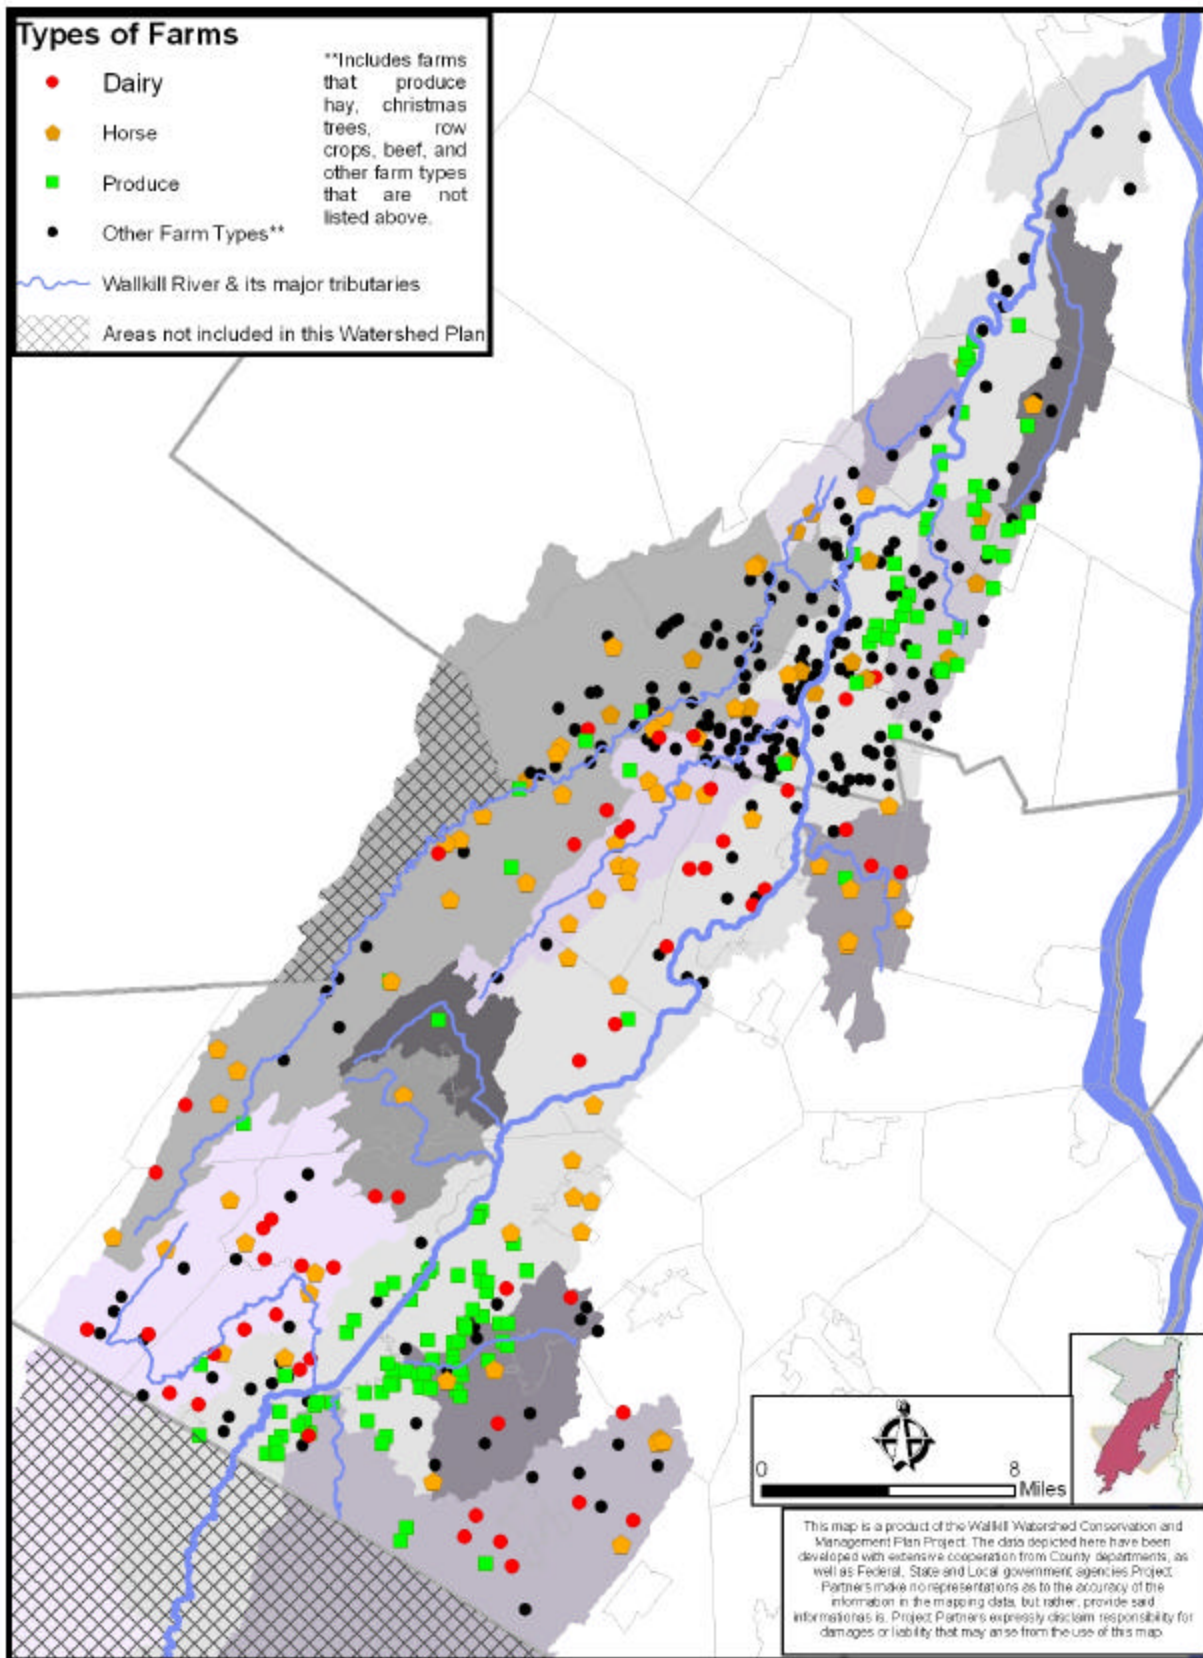 Types of Farms
Dairy
Horse
Produce
Other Farm Types**
Wallkill River & its major tributaries
Areas not included in this Watershed Plan
**Includes farms
that produce
hay, christmas
trees, row
crops, beef, and
other farm types
that are not
listed above.
0 8
Miles
This map is a product of the Wallkill Watershed Conservation and
Management Plan Project. The data depicted here have been
developed with extensive cooperation from County departments, as
well as Federal, State and Local government agencies. Project
Partners make no representations as to the accuracy of the
information in the mapping data, but rather, provide said
information as is. Project Partners expressly disclaim responsibility for
damages or liability that may arise from the use of this map.